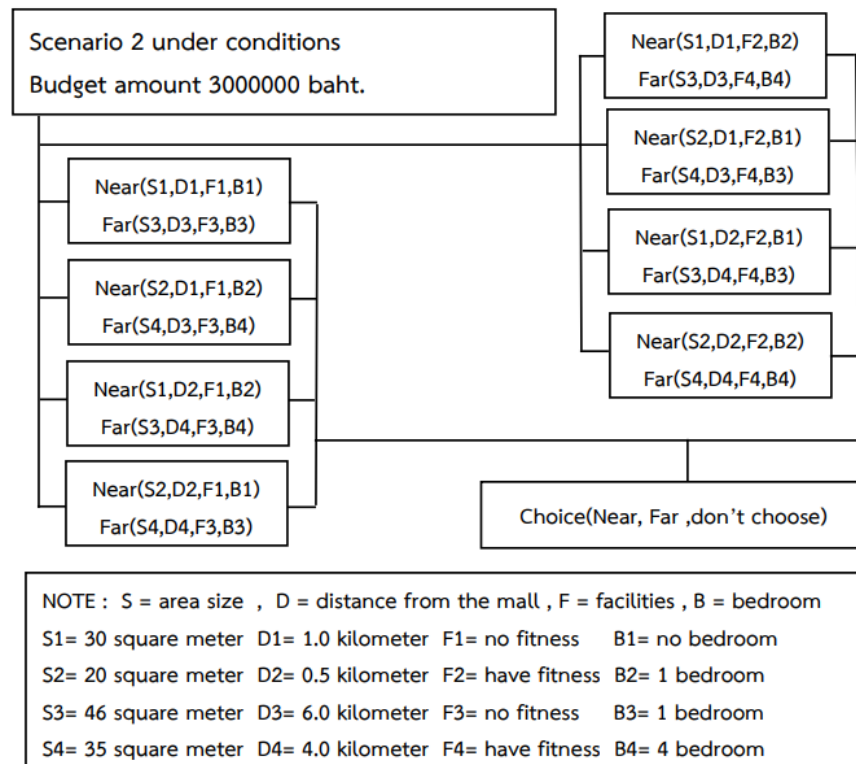 Scenario 2 under conditions
Budget amount 3000000 baht.
Near(S1,D1,F1,B1)
Far(S3,D3,F3,B3)
Near(S2,D1,F1,B2)
Far(S4,D3,F3,B4)
Near(S1,D2,F1,B2)
Far(S3,D4,F3,B4)
Near(S2,D2,F1,B1)
Far(S4,D4,F3,B3)
Near(S1,D1,F2,B2)
Far(S3,D3,F4,B4)
Near(S2,D1,F2,B1)
Far(S4,D3,F4,B3)
Near(S1,D2,F2,B1)
Far(S3,D4,F4,B3)
Near(S2,D2,F2,B2)
Far(S4,D4,F4,B4)
Choice(Near, Far ,don't choose)
NOTE : S = area size , D = distance from the mall , F = facilities , B = bedroom
S1= 30 square meter D1= 1.0 kilometer F1= no fitness B1= no bedroom
S2= 20 square meter D2= 0.5 kilometer F2= have fitness B2= 1 bedroom
S3= 46 square meter D3= 6.0 kilometer F3= no fitness B3= 1 bedroom
S4= 35 square meter D4= 4.0 kilometer F4= have fitness B4= 4 bedroom